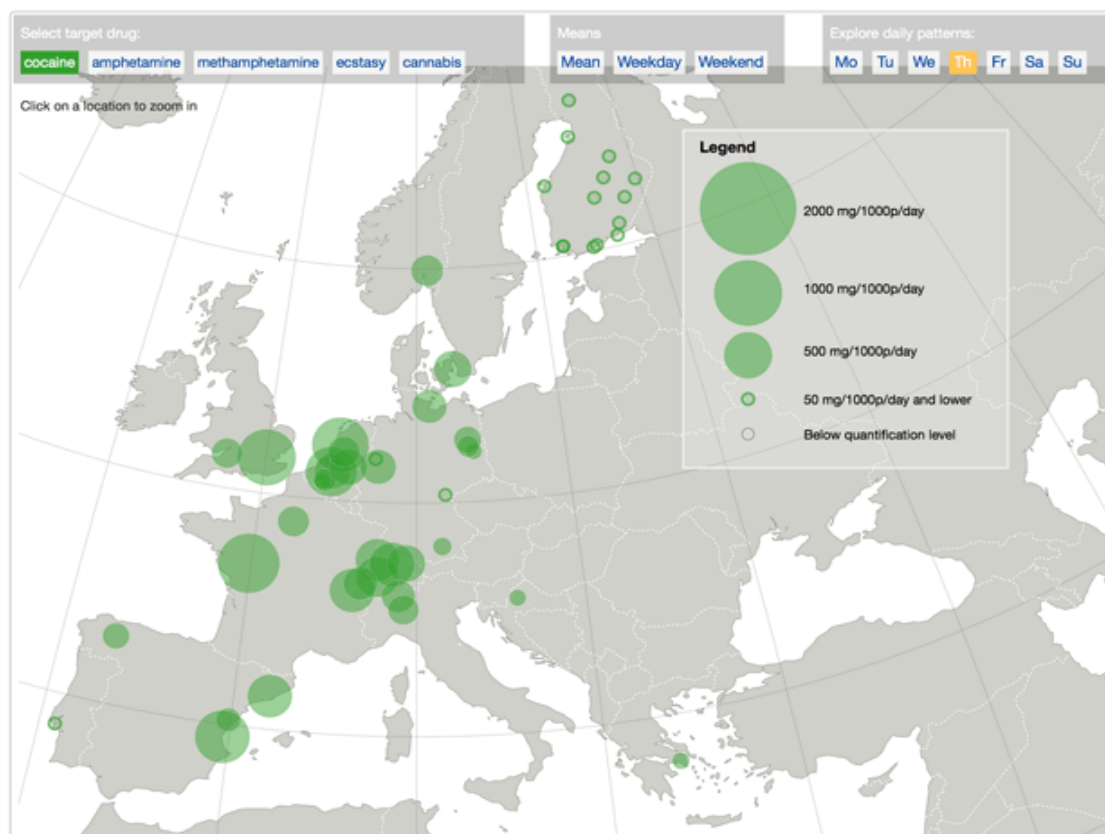 Select target drug:
cocaine amphetamine methamphetamine ecstasy cannabis
Means
Mean Weekday Weekend
Explore daily patterns:
Mo Tu We Th Fr Sa Su
Click on a location to zoom in
Legend
2000 mg/1000p/day
1000 mg/1000p/day
500 mg/1000p/day
50 mg/1000p/day and lower
Below quantification level